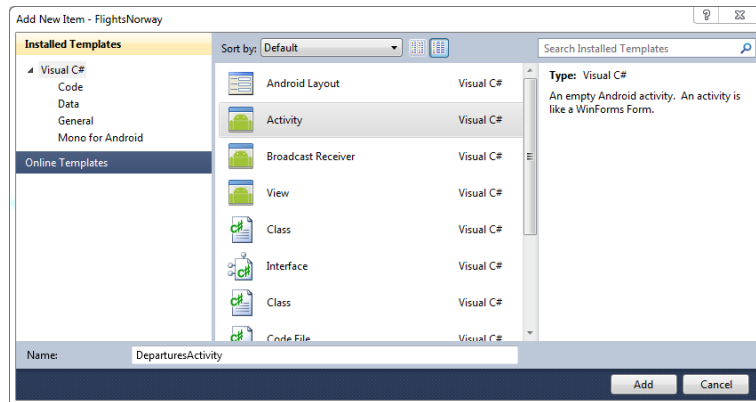 Add New Item - FlightsNorway
Installed Templates
Visual C#
Code
Data
General
Mono for Android
Online Templates
Sort by: Default
Search Installed Templates
Android Layout Visual C#
Activity Visual C#
Broadcast Receiver Visual C#
View Visual C#
Class Visual C#
Interface Visual C#
Class Visual C#
Code File Visual C#
Type: Visual C#
An empty Android activity. An activity is
like a WinForms Form.
Name: DeparturesActivity
Add Cancel